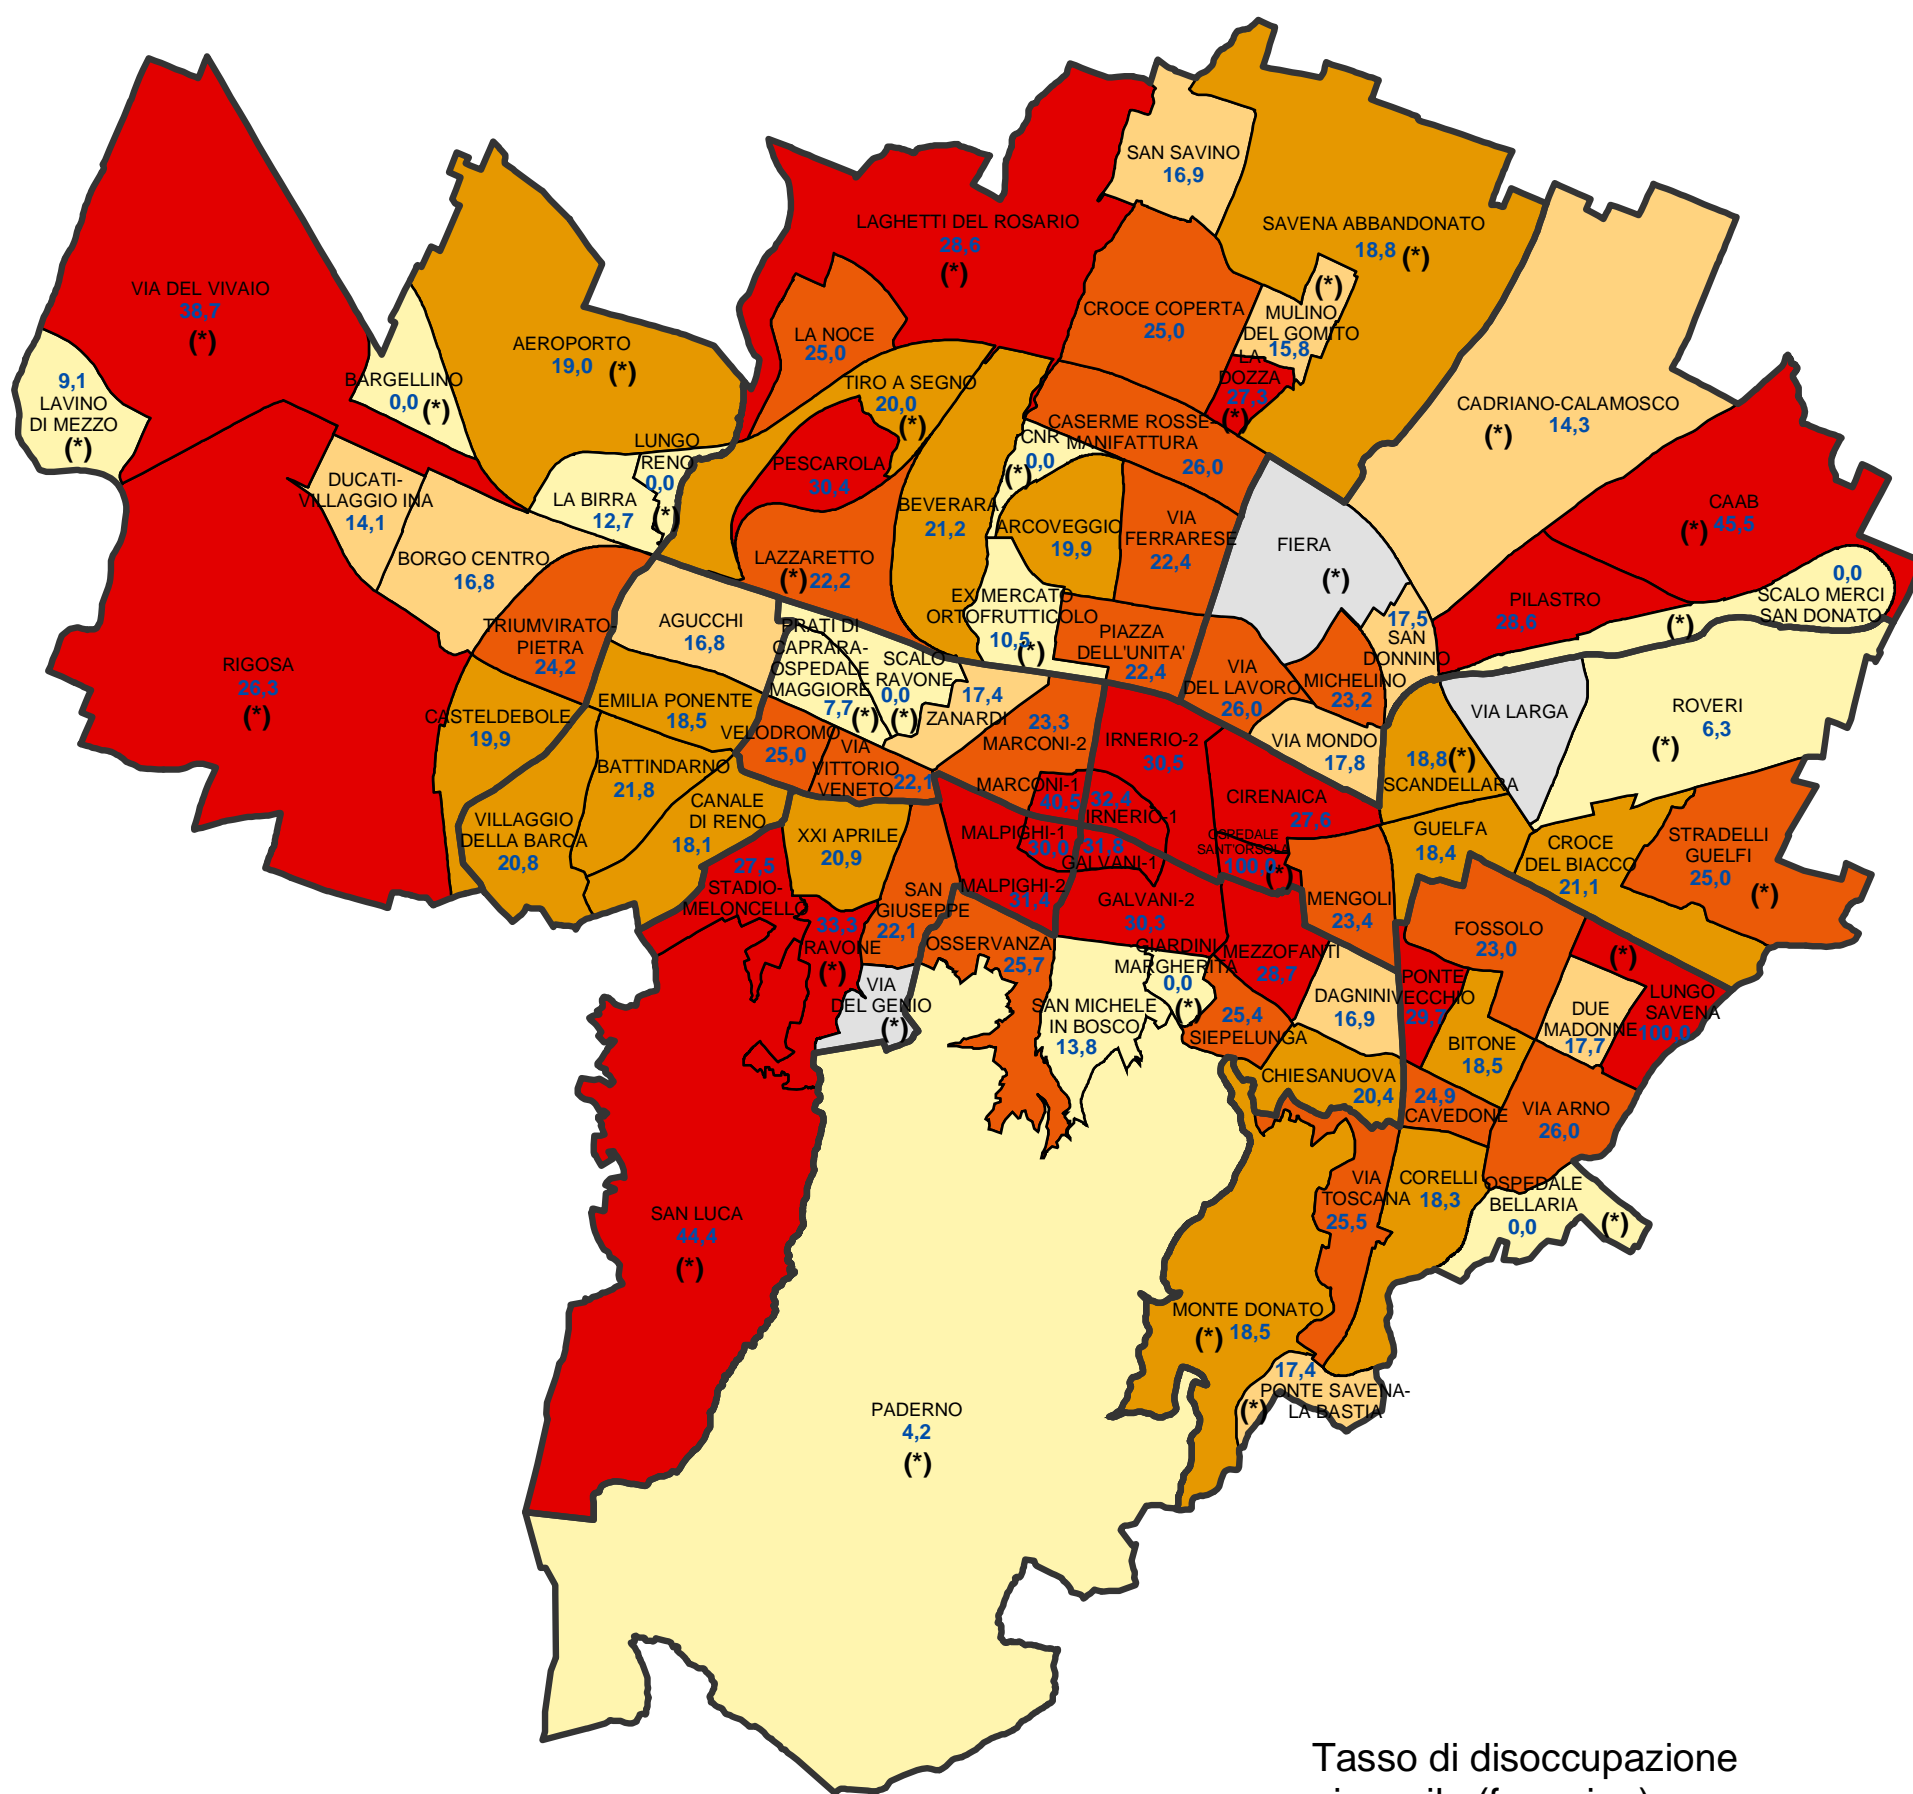 SAN SAVINO
16,9
LAGHETTI DEL ROSARIO
28,6
(*)
SAVENA ABBANDONATO
18,8 (*)
VIA DEL VIVAIO
38,7
(*)
CROCE COPERTA
25,0
(*)
MULINO
DEL GOMITO
15,8
LA NOCE
25,0
AEROPORTO
19,0 (*)
LA
DOZZA
27,3
(*)
BARGELLINO
0,0 (*)
9,1
LAVINO
DI MEZZO
(*)
TIRO A SEGNO
20,0
(*)
CADRIANO-CALAMOSCO
14,3
(*)
CASERME ROSSE-
MANIFATTURA
26,0
CNR
0,0
(*)
LUNGO
RENO
0,0
(*)
PESCAROLA
30,4
DUCATI-
VILLAGGIO INA
14,1
LA BIRRA
12,7
BEVERARA
21,2
ARCOVEGGIO
19,9
VIA
FERRARESE
22,4
FIERA
(*)
CAAB
(*) 45,5
BORGO CENTRO
16,8
LAZZARETTO
(*) 22,2
EX MERCATO
ORTOFRUTTICOLO
10,5
(*)
PILASTRO
28,6
0,0
SCALO MERCI
SAN DONATO
(*)
TRIUMVIRATO-
PIETRA
24,2
AGUCCHI
16,8
PRATI DI
CAPRARA-
OSPEDALE
MAGGIORE
7,7
(*)
SCALO
RAVONE
0,0
(*)
PIAZZA
DELL'UNITA'
22,4
17,5
SAN
DONNINO
RIGOSA
26,3
(*)
VIA
DEL LAVORO
26,0
MICHELINO
23,2
17,4
ZANARDI
EMILIA PONENTE
18,5
CASTELDEBOLE
19,9
23,3
MARCONI-2
VIA LARGA
ROVERI
6,3
(*)
VELODROMO
25,0
VIA
VITTORIO
VENETO
22,1
IRNERIO-2
30,5
VIA MONDO
17,8
18,8 (*)
SCANDELLARA
BATTINDARNO
21,8
MARCONI-1
40,5
32,4
IRNERIO-1
CIRENAICA
27,6
CANALE
DI RENO
18,1
VILLAGGIO
DELLA BARCA
20,8
XXI APRILE
20,9
MALPIGHI-1
30,0
31,8
GALVANI-1
OSPEDALE
SANT'ORSOLA
100,0
(*)
GUELFA
18,4
CROCE
DEL BIACCO
21,1
STRADELLI
GUELFI
25,0
(*)
27,5
STADIO-
MELONCELLO
SAN
GIUSEPPE
22,1
MALPIGHI-2
31,4
GALVANI-2
30,3
MENGOLI
23,4
33,3
RAVONE
(*)
OSSERVANZA
25,7
FOSSOLO
23,0
GIARDINI
MARGHERITA
0,0
(*)
MEZZOFANTI
28,7
VIA
DEL GENIO
(*)
SAN MICHELE
IN BOSCO
13,8
DAGNINI
16,9
PONTE
VECCHIO
29,7
(*)
LUNGO
SAVENA
100,0
DUE
MADONNE
17,7
25,4
SIEPELUNGA
BITONE
18,5
CHIESANUOVA
20,4
24,9
CAVEDONE
VIA ARNO
26,0
VIA
TOSCANA
25,5
CORELLI
18,3
OSPEDALE
BELLARIA
0,0
(*)
SAN LUCA
44,4
(*)
MONTE DONATO
(*) 18,5
17,4
PONTE SAVENA-
LA BASTIA
(*)
PADERNO
4,2
(*)
Tasso di disoccupazione